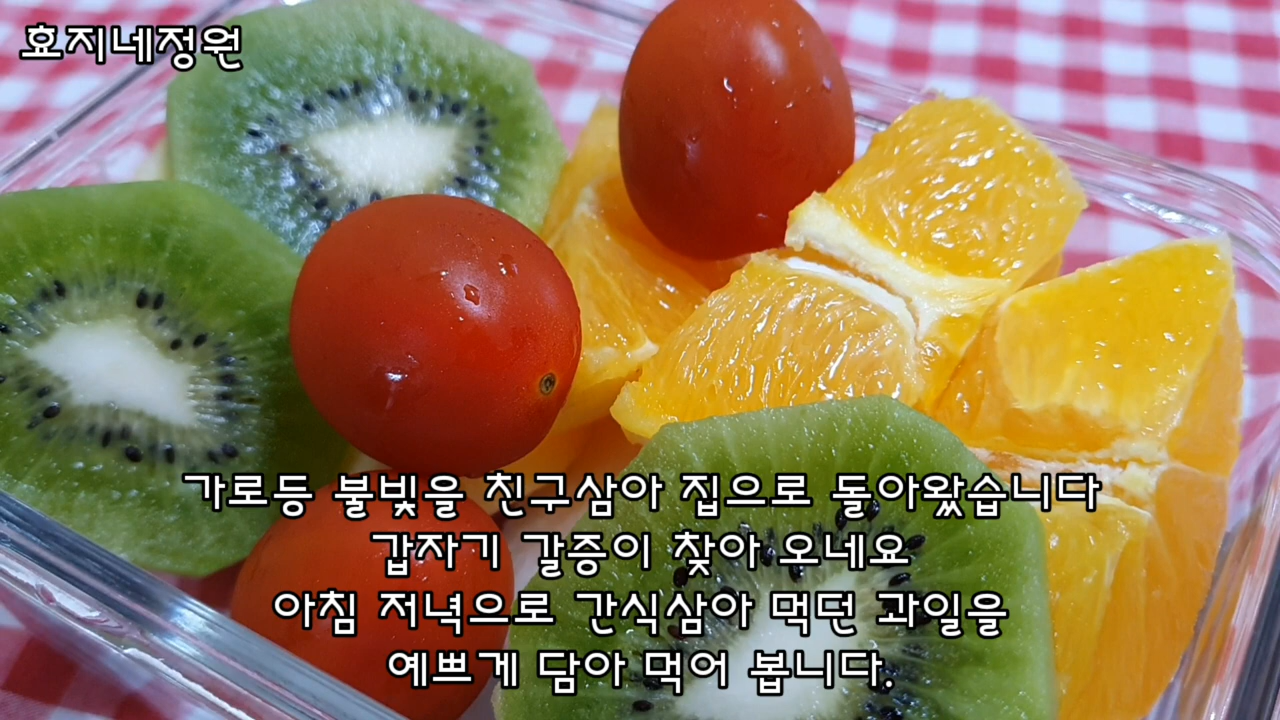 효지네정원
가로등 불빛을 친구삼아 집으로 돌아왔습니다
갑자기 갈증이 찾아 오네요
아침 저녁으로 간식삼아 먹던 과일을
예쁘게 담아 먹어 봅니다.